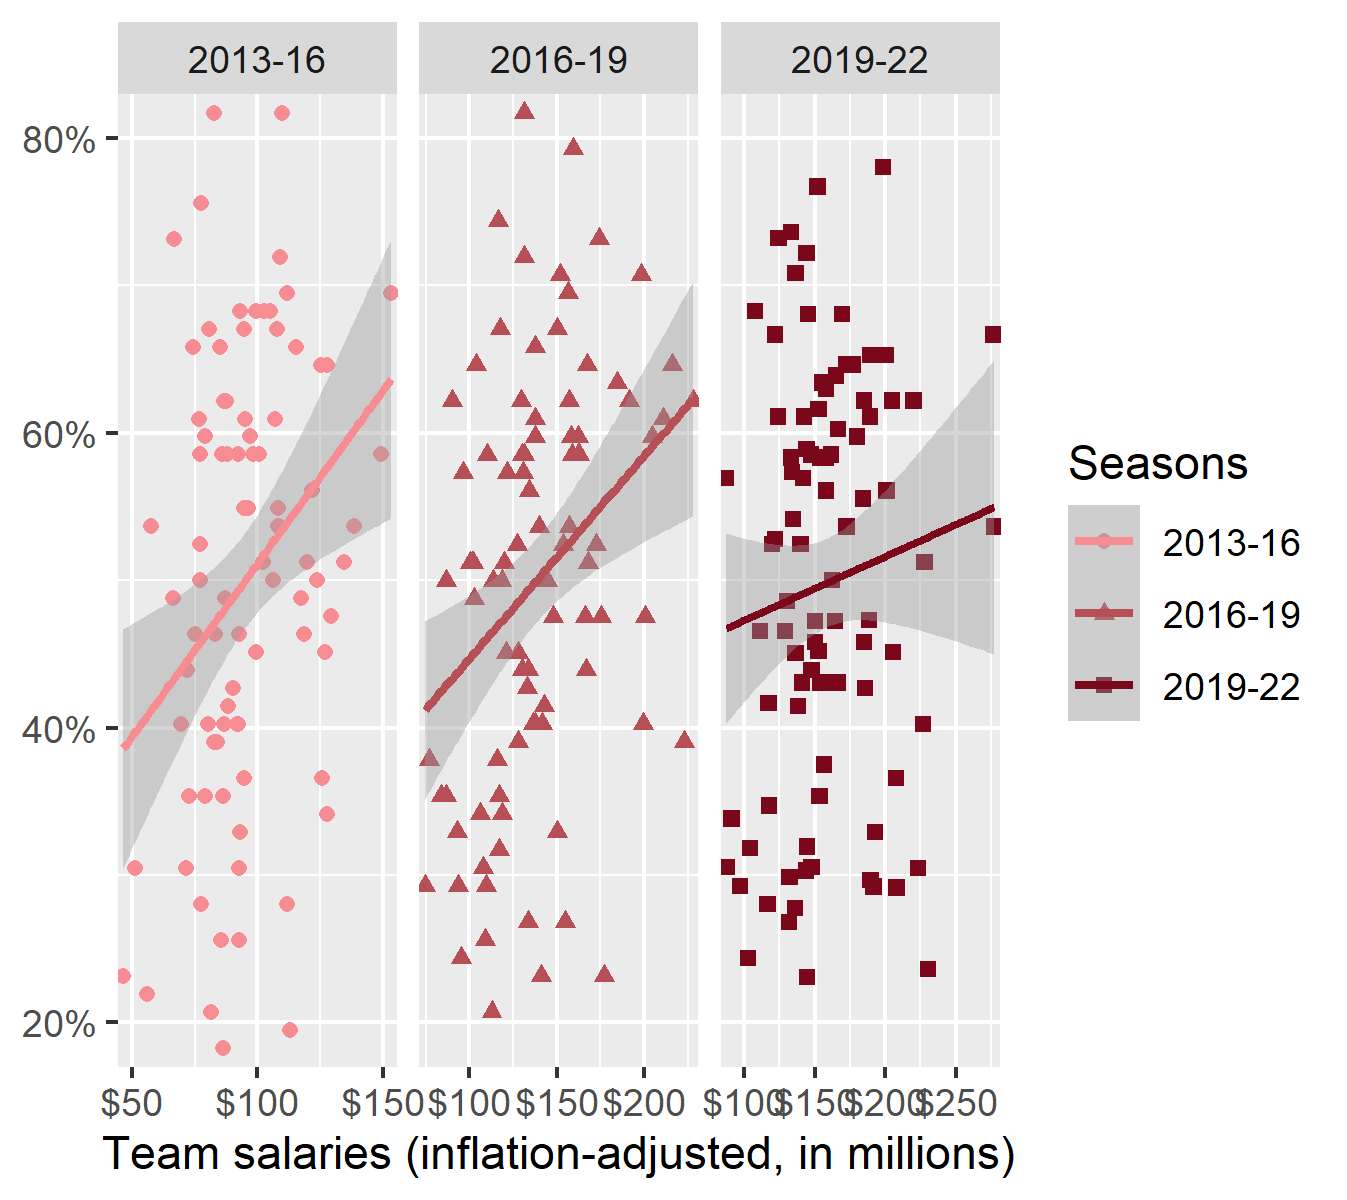 2013-16 2016-19 2019-22
80%
60%
40%
20%
$50 $100 $150 $100 $150 $200 $100 $150 $200 $250
Team salaries (inflation-adjusted, in millions)
Seasons
2013-16
2016-19
2019-22